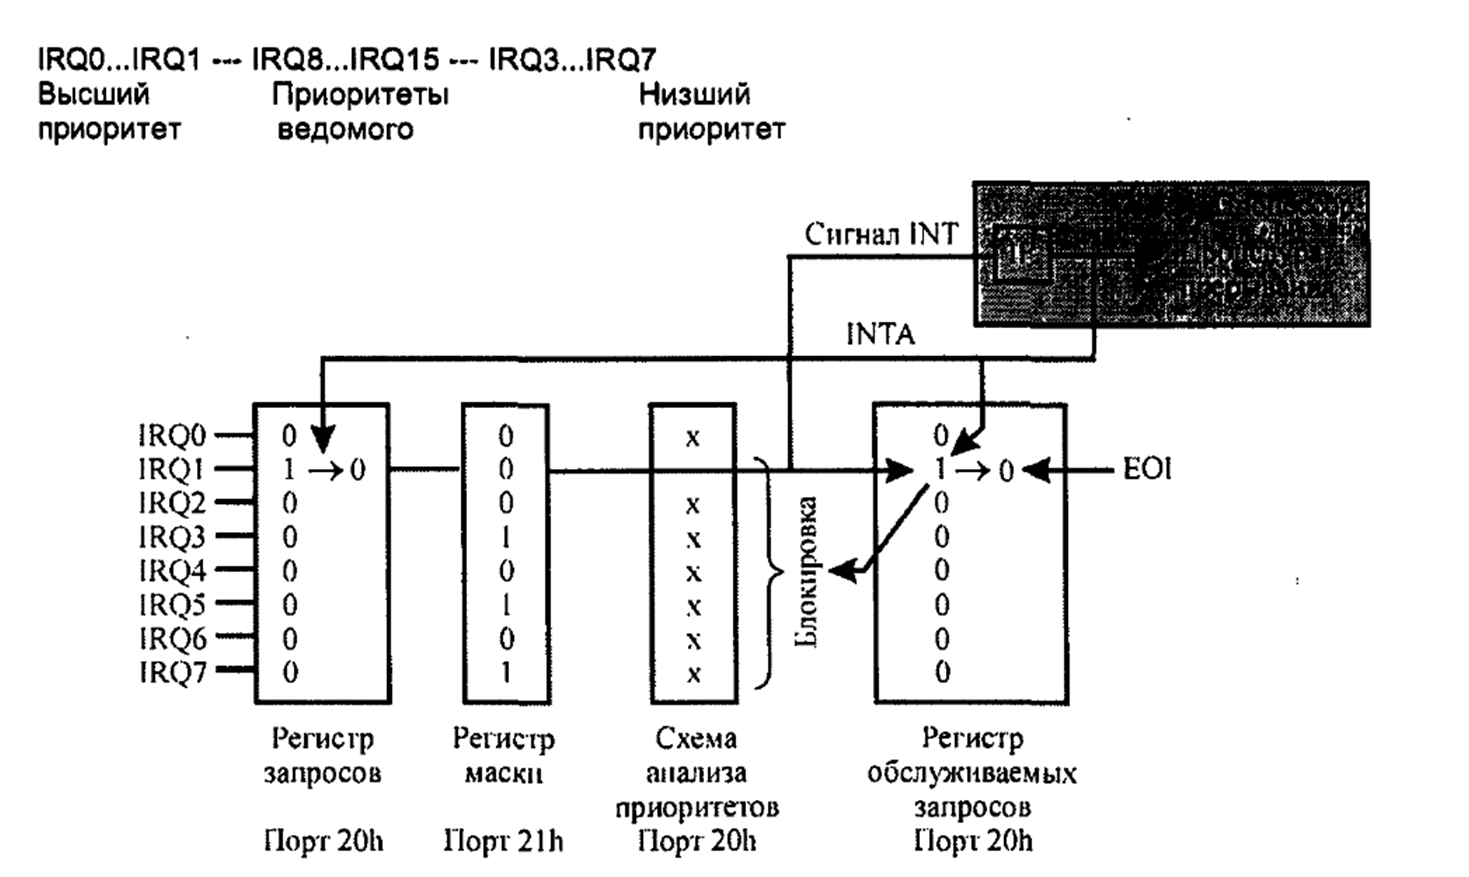 IRQ0...IRQ1 --- IRQ8...IRQ15 --- IRQ3...IRQ7
Высший Приоритеты Низший
приоритет ведомого приоритет
Сигнал INT
INTA
IRQ0 0 0 x 0
IRQ1 1 → 0 0 1 → 0 EOI
IRQ2 0 0 x 0
IRQ3 0 1 x 0
IRQ4 0 0 x 0
IRQ5 0 1 x 0
IRQ6 0 0 x 0
IRQ7 0 1 x 0
Блокировка
Регистр Регистр Схема Регистр
запросов маски анализа обслуживаемых
приоритетов запросов
Порт 20h Порт 21h Порт 20h Порт 20h